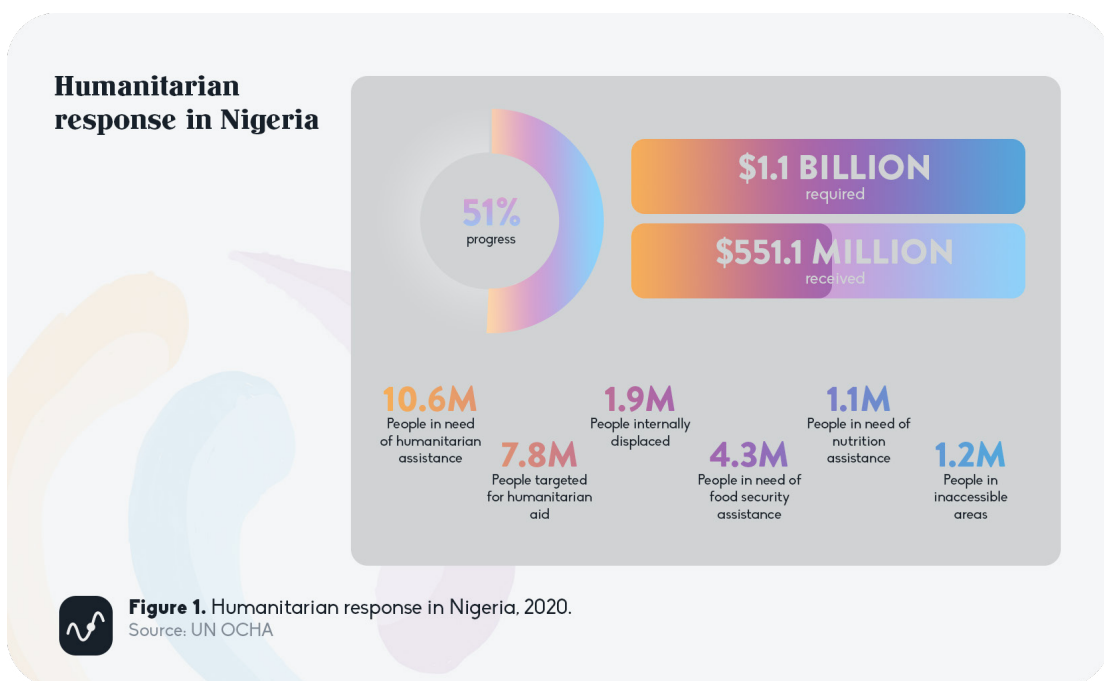 Humanitarian
response in Nigeria
51%
progress
$1.1 BILLION
required
$551.1 MILLION
received
10.6M
People in need
of humanitarian
assistance
7.8M
People targeted
for humanitarian
aid
1.9M
People internally
displaced
4.3M
People in need of
food security
assistance
1.1M
People in need of
nutrition
assistance
1.2M
People in
inaccessible
areas
Figure 1. Humanitarian response in Nigeria, 2020.
Source: UN OCHA